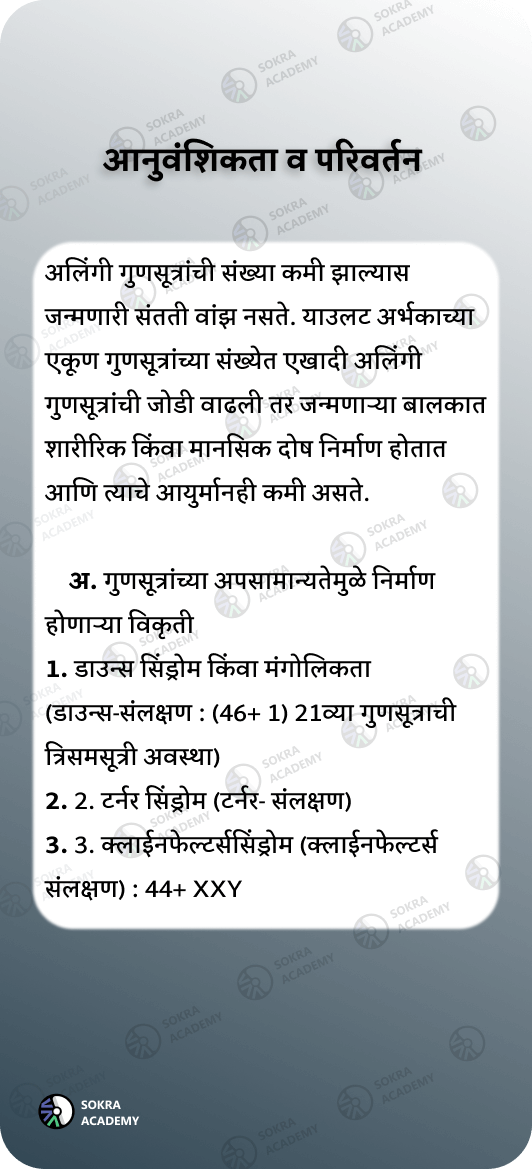 आनुवंशिकता व परिवर्तन
अलिंगी गुणसूत्रांची संख्या कमी झाल्यास
जन्मणारी संतती वांझ नसते. याउलट अर्भकाच्या
एकूण गुणसूत्रांच्या संख्येत एखादी अलिंगी
गुणसूत्रांची जोडी वाढली तर जन्मणाऱ्या बालकात
शारीरिक किंवा मानसिक दोष निर्माण होतात
आणि त्याचे आयुर्मानही कमी असते.
अ. गुणसूत्रांच्या अपसामान्यतेमुळे निर्माण
होणाऱ्या विकृती
1. डाउन्स सिंड्रोम किंवा मंगोलिकता
(डाउन्स-संलक्षण : (46+ 1) 21व्या गुणसूत्राची
त्रिसमसूत्री अवस्था)
2. 2. टर्नर सिंड्रोम (टर्नर- संलक्षण)
3. 3. क्लाईनफेल्टर्ससिंड्रोम (क्लाईनफेल्टर्स
संलक्षण) : 44+ XXY
SOKRA
ACADEMY